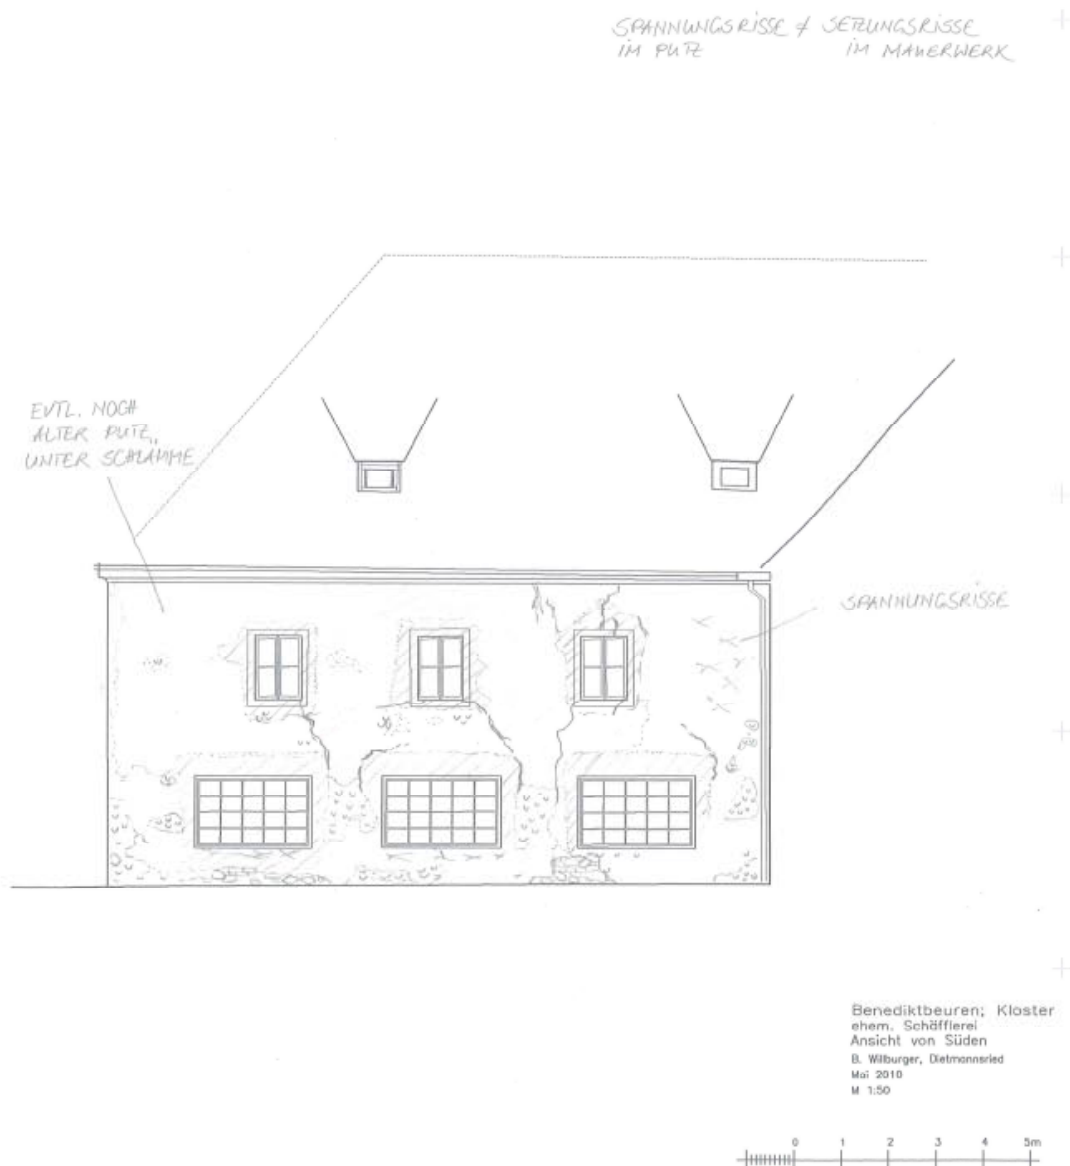 SPANNUNGSRISSE ≠ SETZUNGSRISSE
IM PUTZ IM MAUERWERK
EVTL. NOCH
ALTER PUTZ
UNTER SCHLÄMME
SPANNUNGSRISSE
Benediktbeuren; Kloster
ehem. Schäfflerei
Ansicht von Süden
B. Willburger, Dietmannsried
Mai 2010
M 1:50
0 1 2 3 4 5m